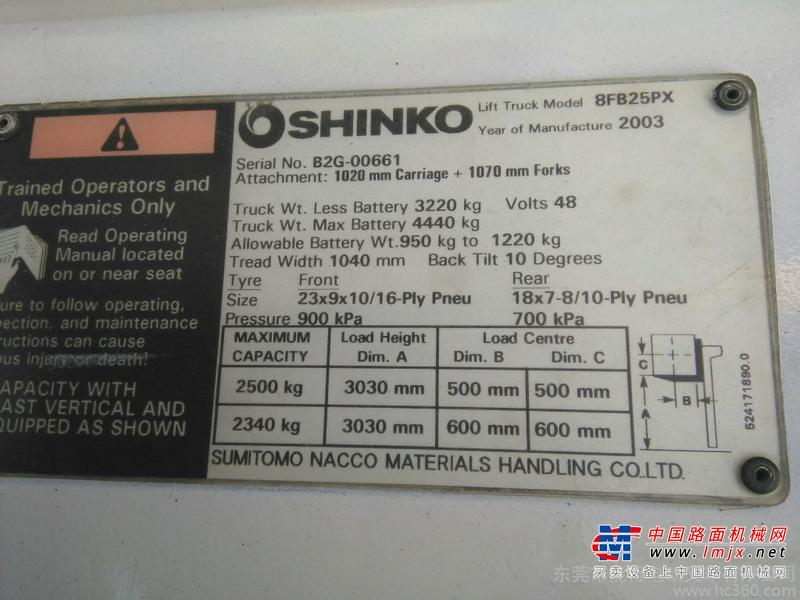 Trained Operators and
Mechanics Only
Read Operating
Manual located
on or near seat
to follow operating,
and maintenance
can cause
injury or death!
WITH
VERTICAL AND
AS SHOWN
SHINKO
Lift Truck Model 8FB25PX
Year of Manufacture 2003
Serial No. B2G-00661
Attachment: 1020 mm Carriage + 1070 mm Forks
Truck Wt. Less Battery 3220 kg Volts 48
Truck Wt. Max Battery 4440 kg
Allowable Battery Wt. 950 kg to 1220 kg
Tread Width 1040 mm Back Tilt 10 Degrees
Tyre Front Rear
Size 23x9x10/16-Ply Pneu 18x7-8/10-Ply Pneu
Pressure 900 kPa 700 kPa
MAXIMUM CAPACITY Load Height Dim. A Load Centre Dim. B Dim. C
2500 kg 3030 mm 500 mm 500 mm
2340 kg 3030 mm 600 mm 600 mm
C
B
A
524171890.0
SUMITOMO NACCO MATERIALS HANDLING CO.LTD.
中国路面机械网
www.lmjx.net
买卖设备上中国路面机械网
www.hc360.com